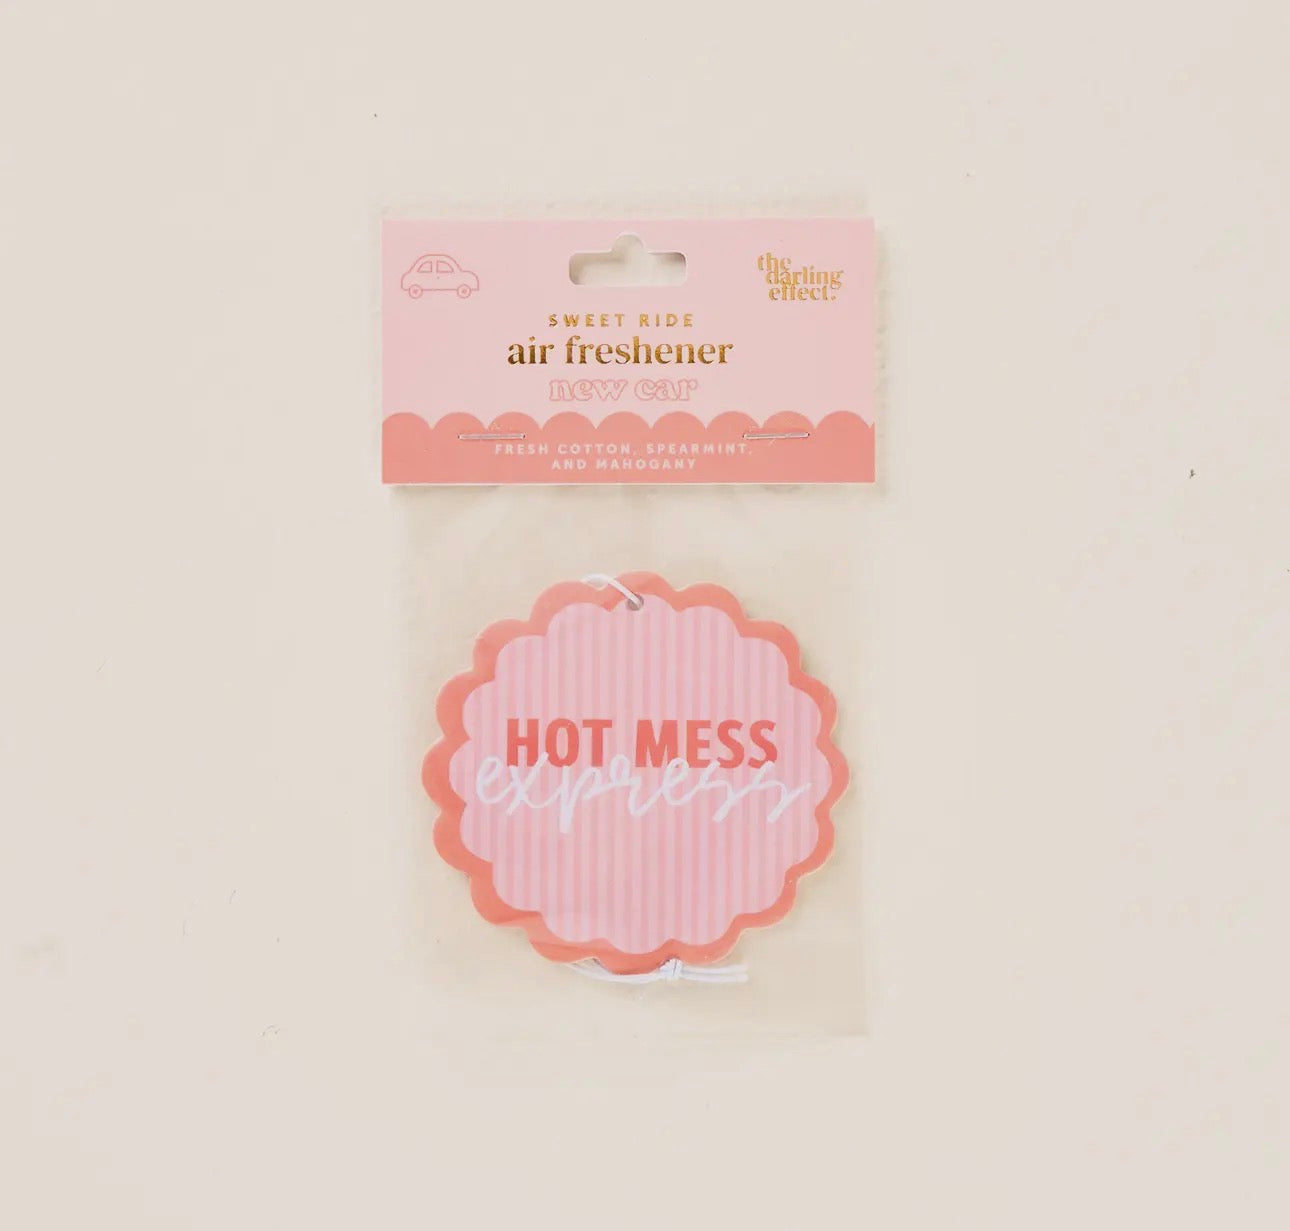 the
darling
effect.
SWEET RIDE
air freshener
new car
FRESH COTTON, SPEARMINT,
AND MAHOGANY
HOT MESS
express